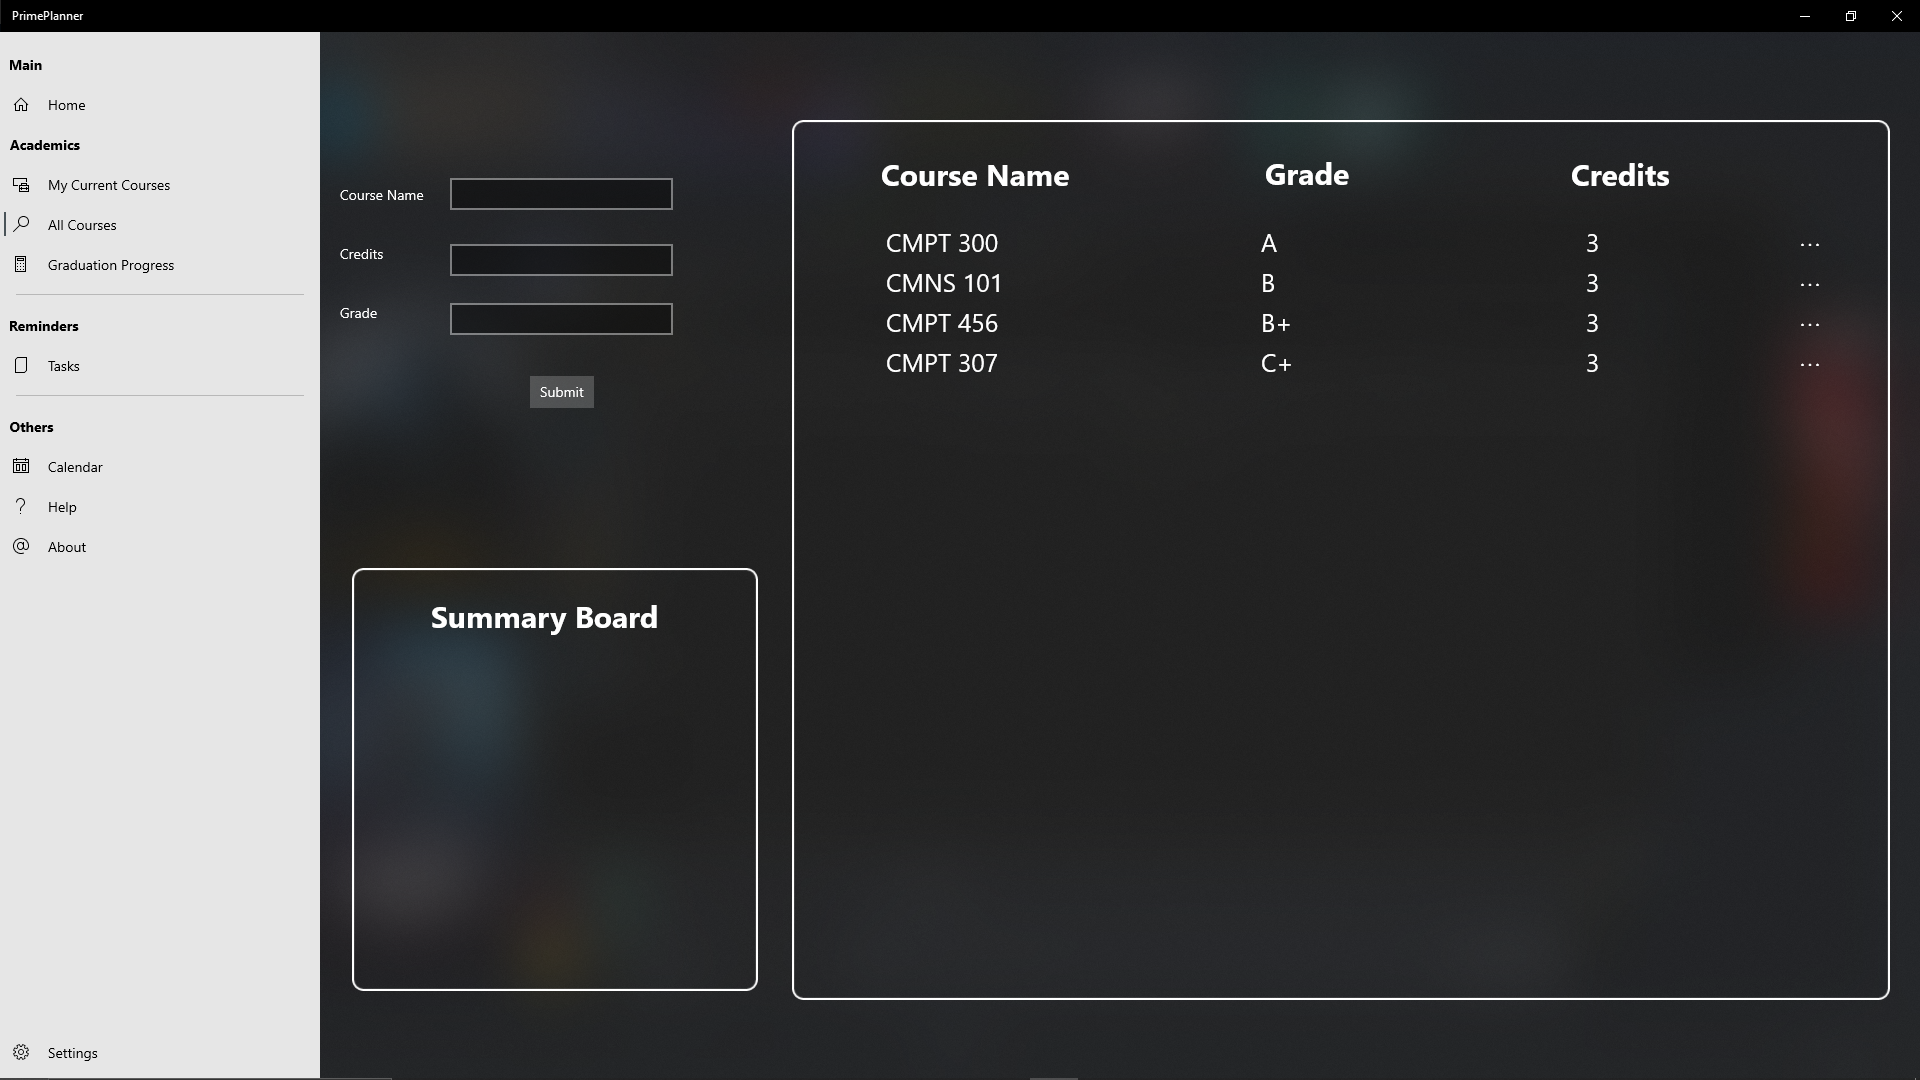 PrimePlanner
Main
Home
Academics
My Current Courses
All Courses
Graduation Progress
Reminders
Tasks
Others
Calendar
Help
About
Settings
Course Name
Credits
Grade
Submit
Summary Board
Course Name Grade Credits
CMPT 300 A 3 ...
CMNS 101 B 3 ...
CMPT 456 B+ 3 ...
CMPT 307 C+ 3 ...